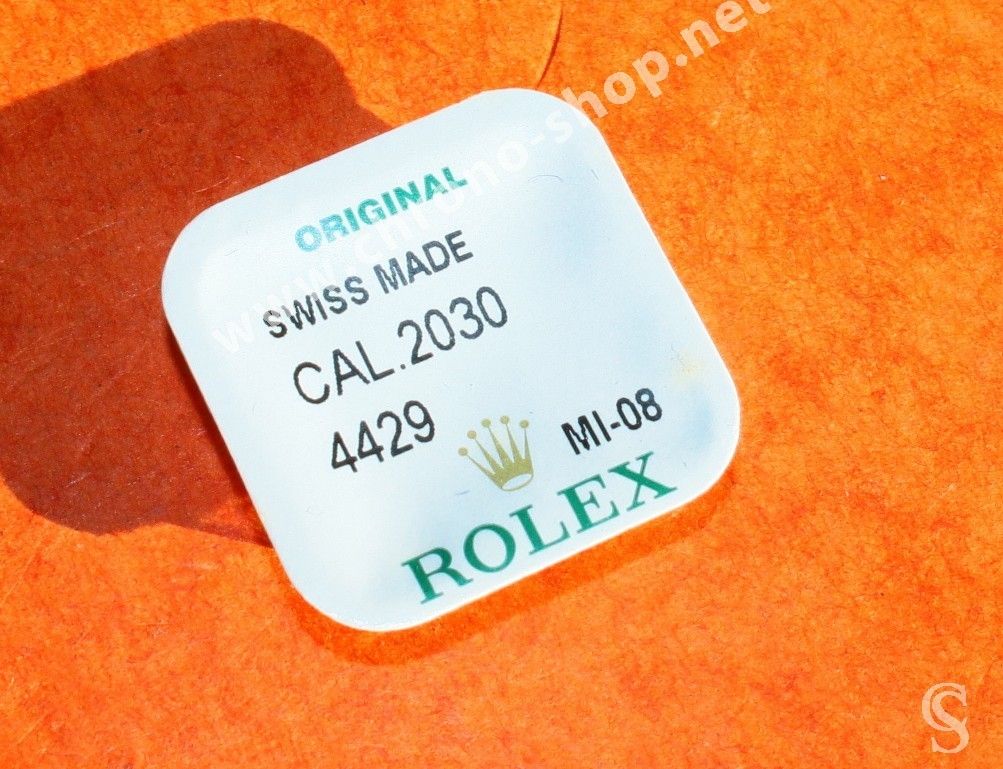 www.chrono-shop.net
ORIGINAL
SWISS MADE
CAL.2030
4429
MI-08
ROLEX